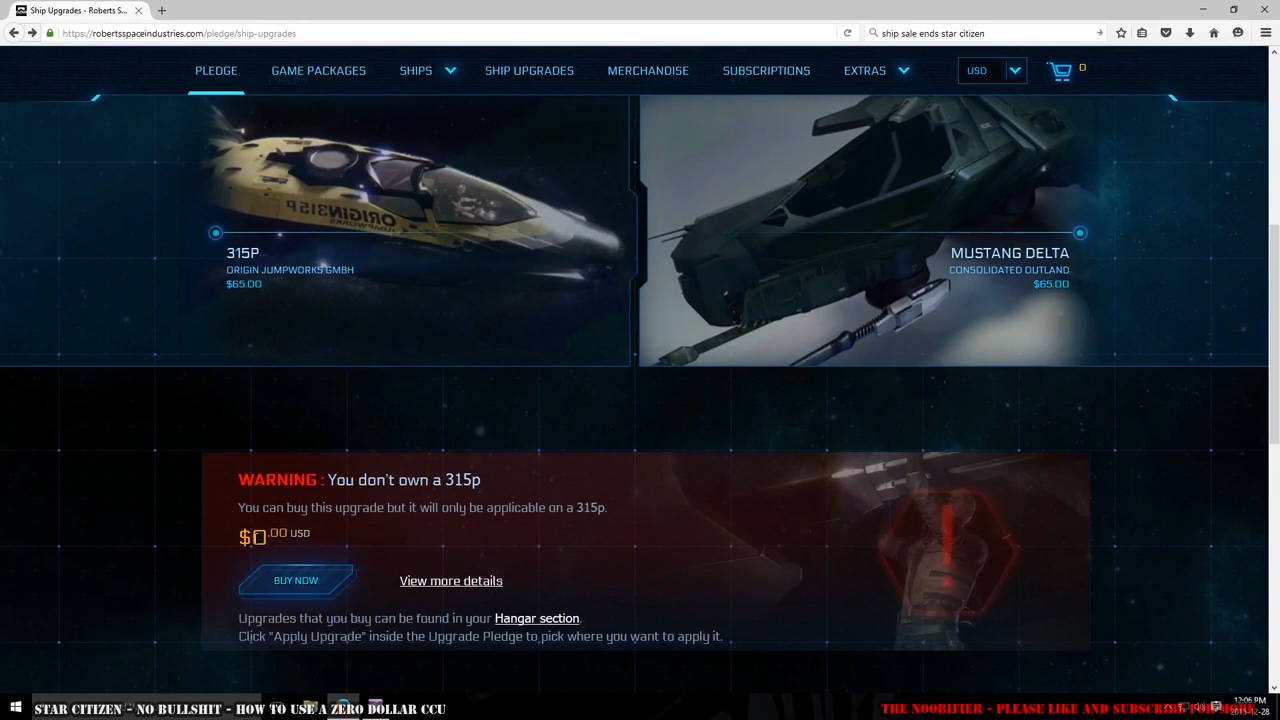 Ship Upgrades - Roberts S...
https://robertsspaceindustries.com/pledge/ship-upgrades
ship sale ends star citizen
PLEDGE GAME PACKAGES SHIPS SHIP UPGRADES MERCHANDISE SUBSCRIPTIONS EXTRAS USD 0
ORIGIN315P
JUMPWORKS
315P
ORIGIN JUMPWORKS GMBH
$65.00
MUSTANG DELTA
CONSOLIDATED OUTLAND
$65.00
WARNING : You don't own a 315p
You can buy this upgrade but it will only be applicable on a 315p.
$0.00 USD
BUY NOW View more details
Upgrades that you buy can be found in your Hangar section.
Click "Apply Upgrade" inside the Upgrade Pledge to pick where you want to apply it.
12:06 PM
2015-12-28
STAR CITIZEN - NO BULLSHIT - HOW TO USE A ZERO DOLLAR CCU
THE NOOBIFIER - PLEASE LIKE AND SUBSCRIBE FOR MORE